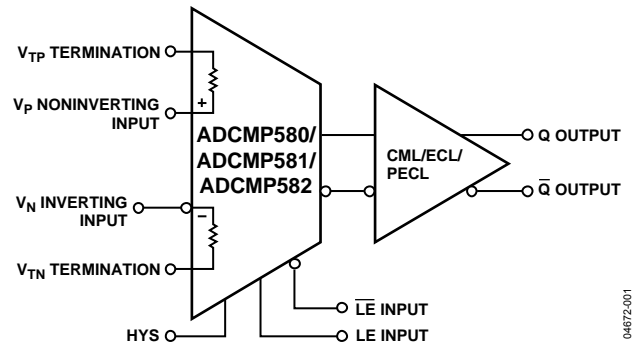 VTP TERMINATION
VP NONINVERTING
INPUT
+
ADCMP580/
ADCMP581/
ADCMP582
CML/ECL/
PECL
Q OUTPUT
Q̅ OUTPUT
VN INVERTING
INPUT
–
VTN TERMINATION
L̅E̅ INPUT
LE INPUT
HYS
04672-001